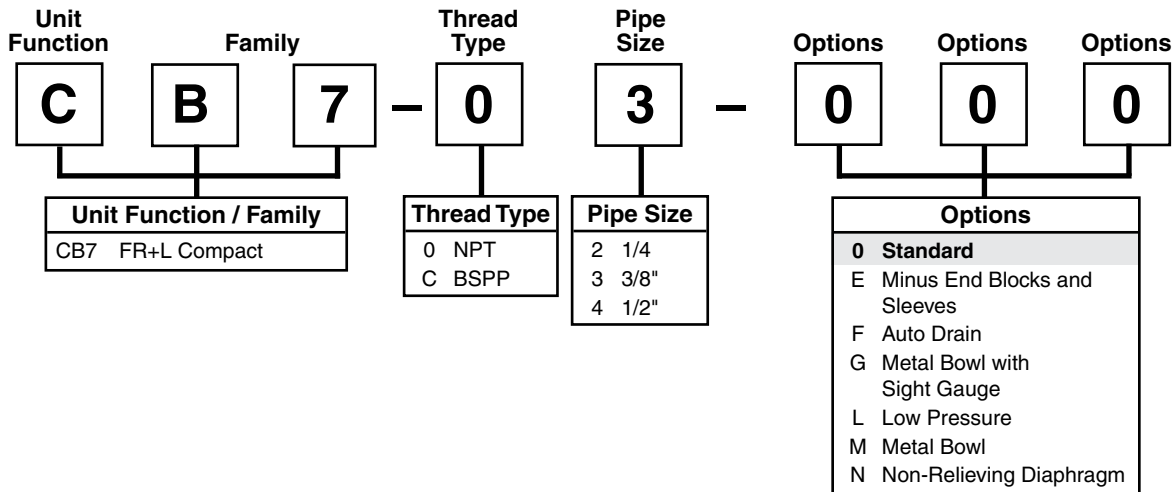 Unit Function
Family
Thread Type
Pipe Size
Options
Options
Options
C B 7 – 0 3 – 0 0 0
Unit Function / Family
CB7 FR+L Compact
Thread Type
0 NPT
C BSPP
Pipe Size
2 1/4
3 3/8"
4 1/2"
Options
0 Standard
E Minus End Blocks and
Sleeves
F Auto Drain
G Metal Bowl with
Sight Gauge
L Low Pressure
M Metal Bowl
N Non-Relieving Diaphragm